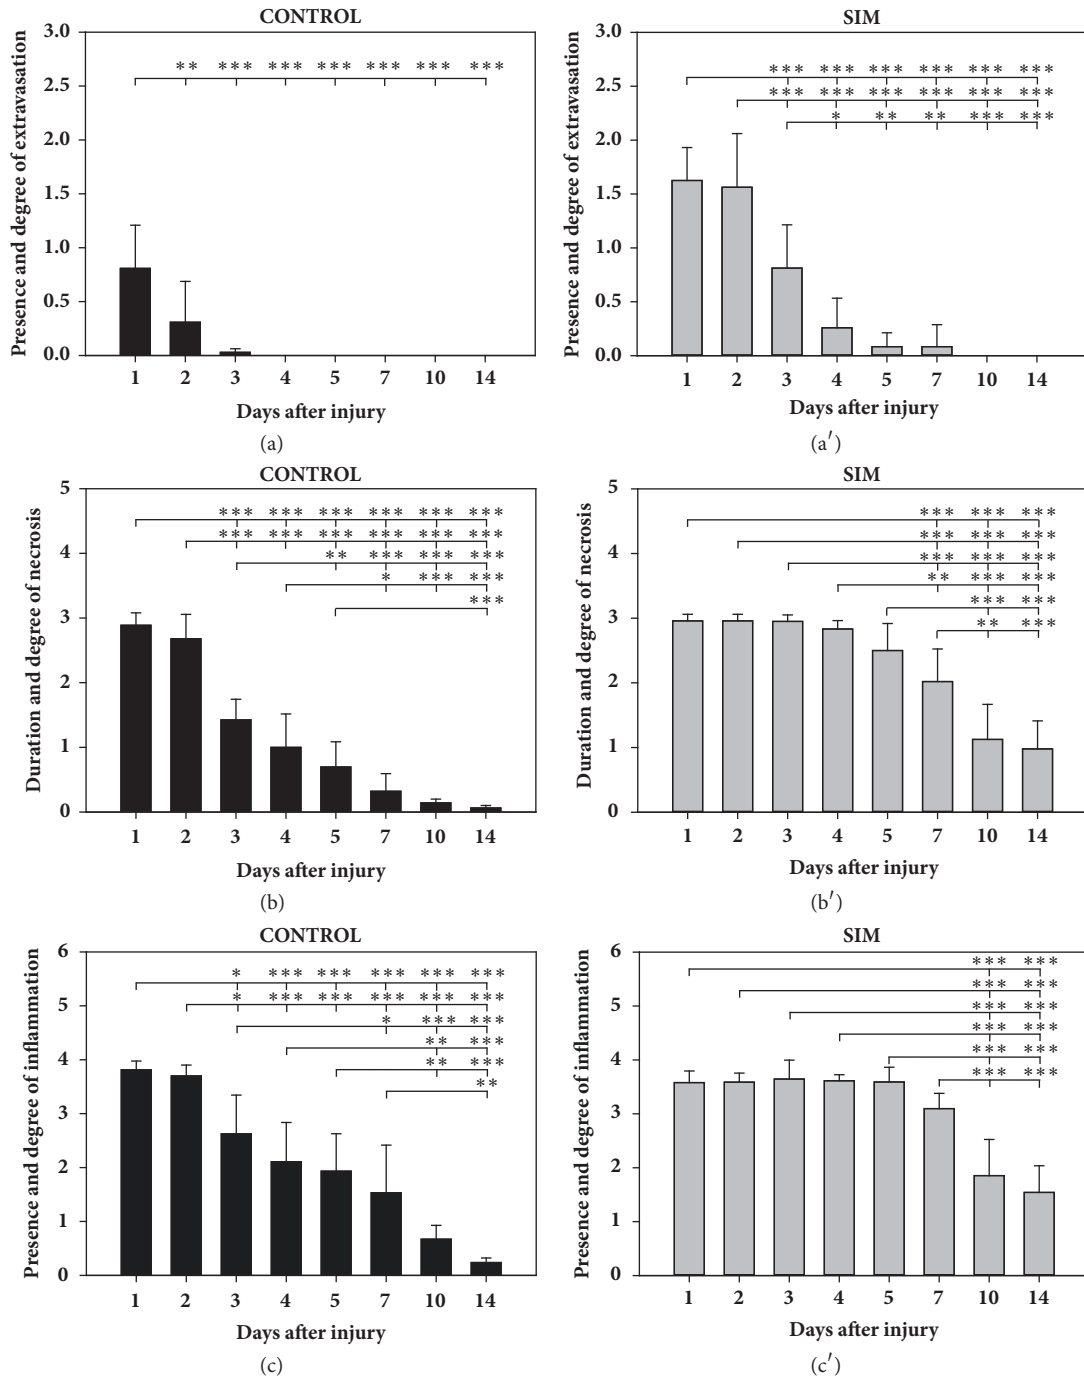 CONTROL
Presence and degree of extravasation
3.0
2.5
2.0
1.5
1.0
0.5
0.0
** *** *** *** *** *** ***
1 2 3 4 5 7 10 14
Days after injury
(a)
SIM
Presence and degree of extravasation
3.0
2.5
2.0
1.5
1.0
0.5
0.0
*** *** *** *** *** ***
*** *** *** *** *** ***
* ** ** *** ***
1 2 3 4 5 7 10 14
Days after injury
(a′)
CONTROL
Duration and degree of necrosis
5
4
3
2
1
0
*** *** *** *** *** ***
*** *** *** *** *** ***
** *** *** ***
* *** ***
***
1 2 3 4 5 7 10 14
Days after injury
(b)
SIM
Duration and degree of necrosis
5
4
3
2
1
0
*** *** ***
*** *** ***
*** *** ***
** *** ***
*** ***
** ***
1 2 3 4 5 7 10 14
Days after injury
(b′)
CONTROL
Presence and degree of inflammation
6
5
4
3
2
1
0
* *** *** *** *** ***
* *** *** *** *** ***
* *** ***
** ***
** ***
**
1 2 3 4 5 7 10 14
Days after injury
(c)
SIM
Presence and degree of inflammation
6
5
4
3
2
1
0
*** ***
*** ***
*** ***
*** ***
*** ***
*** ***
1 2 3 4 5 7 10 14
Days after injury
(c′)